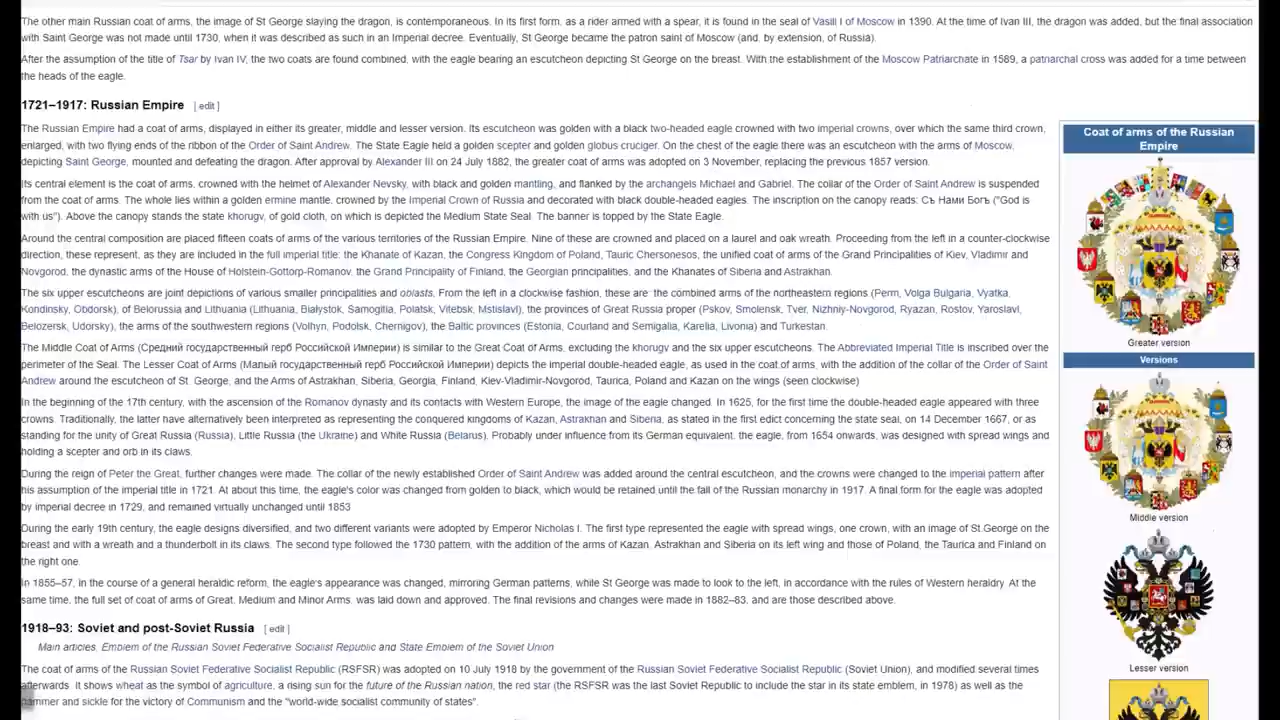 The other main Russian coat of arms, the image of St George slaying the dragon, is contemporaneous. In its first form, as a rider armed with a spear, it is found in the seal of Vasili I of Moscow in 1390. At the time of Ivan III, the dragon was added, but the final association
with Saint George was not made until 1730, when it was described as such in an Imperial decree. Eventually, St George became the patron saint of Moscow (and, by extension, of Russia).
After the assumption of the title of Tsar by Ivan IV, the two coats are found combined, with the eagle bearing an escutcheon depicting St George on the breast. With the establishment of the Moscow Patriarchate in 1589, a patriarchal cross was added for a time between
the heads of the eagle.
1721–1917: Russian Empire [ edit ]
The Russian Empire had a coat of arms, displayed in either its greater, middle and lesser version. Its escutcheon was golden with a black two-headed eagle crowned with two imperial crowns, over which the same third crown,
enlarged, with two flying ends of the ribbon of the Order of Saint Andrew. The State Eagle held a golden scepter and golden globus cruciger. On the chest of the eagle there was an escutcheon with the arms of Moscow,
depicting Saint George, mounted and defeating the dragon. After approval by Alexander III on 24 July 1882, the greater coat of arms was adopted on 3 November, replacing the previous 1857 version.
Its central element is the coat of arms, crowned with the helmet of Alexander Nevsky, with black and golden mantling, and flanked by the archangels Michael and Gabriel. The collar of the Order of Saint Andrew is suspended
from the coat of arms. The whole lies within a golden ermine mantle, crowned by the Imperial Crown of Russia and decorated with black double-headed eagles. The inscription on the canopy reads: Съ Нами Богъ ("God is
with us"). Above the canopy stands the state khorugv, of gold cloth, on which is depicted the Medium State Seal. The banner is topped by the State Eagle.
Around the central composition are placed fifteen coats of arms of the various territories of the Russian Empire. Nine of these are crowned and placed on a laurel and oak wreath. Proceeding from the left in a counter-clockwise
direction, these represent, as they are included in the full imperial title: the Khanate of Kazan, the Congress Kingdom of Poland, Tauric Chersonesos, the unified coat of arms of the Grand Principalities of Kiev, Vladimir and
Novgorod, the dynastic arms of the House of Holstein-Gottorp-Romanov, the Grand Principality of Finland, the Georgian principalities, and the Khanates of Siberia and Astrakhan.
The six upper escutcheons are joint depictions of various smaller principalities and oblasts. From the left in a clockwise fashion, these are: the combined arms of the northeastern regions (Perm, Volga Bulgaria, Vyatka,
Kondinsky, Obdorsk), of Belorussia and Lithuania (Lithuania, Białystok, Samogitia, Polatsk, Vitebsk, Mstislavl), the provinces of Great Russia proper (Pskov, Smolensk, Tver, Nizhniy-Novgorod, Ryazan, Rostov, Yaroslavl,
Belozersk, Udorsky), the arms of the southwestern regions (Volhyn, Podolsk, Chernigov), the Baltic provinces (Estonia, Courland and Semigalia, Karelia, Livonia) and Turkestan.
The Middle Coat of Arms (Средний государственный герб Российской Империи) is similar to the Great Coat of Arms, excluding the khorugv and the six upper escutcheons. The Abbreviated Imperial Title is inscribed over the
perimeter of the Seal. The Lesser Coat of Arms (Малый государственный герб Российской Империи) depicts the imperial double-headed eagle, as used in the coat of arms, with the addition of the collar of the Order of Saint
Andrew around the escutcheon of St. George, and the Arms of Astrakhan, Siberia, Georgia, Finland, Kiev-Vladimir-Novgorod, Taurica, Poland and Kazan on the wings (seen clockwise)
In the beginning of the 17th century, with the ascension of the Romanov dynasty and its contacts with Western Europe, the image of the eagle changed. In 1625, for the first time the double-headed eagle appeared with three
crowns. Traditionally, the latter have alternatively been interpreted as representing the conquered kingdoms of Kazan, Astrakhan and Siberia, as stated in the first edict concerning the state seal, on 14 December 1667, or as
standing for the unity of Great Russia (Russia), Little Russia (the Ukraine) and White Russia (Belarus). Probably under influence from its German equivalent, the eagle, from 1654 onwards, was designed with spread wings and
holding a scepter and orb in its claws.
During the reign of Peter the Great, further changes were made. The collar of the newly established Order of Saint Andrew was added around the central escutcheon, and the crowns were changed to the imperial pattern after
his assumption of the imperial title in 1721. At about this time, the eagle's color was changed from golden to black, which would be retained until the fall of the Russian monarchy in 1917. A final form for the eagle was adopted
by imperial decree in 1729, and remained virtually unchanged until 1853
During the early 19th century, the eagle designs diversified, and two different variants were adopted by Emperor Nicholas I. The first type represented the eagle with spread wings, one crown, with an image of St.George on the
breast and with a wreath and a thunderbolt in its claws. The second type followed the 1730 pattern, with the addition of the arms of Kazan, Astrakhan and Siberia on its left wing and those of Poland, the Taurica and Finland on
the right one.
In 1855–57, in the course of a general heraldic reform, the eagle's appearance was changed, mirroring German patterns, while St George was made to look to the left, in accordance with the rules of Western heraldry. At the
same time, the full set of coat of arms of Great, Medium and Minor Arms, was laid down and approved. The final revisions and changes were made in 1882–83, and are those described above.
1918–93: Soviet and post-Soviet Russia [ edit ]
Main articles: Emblem of the Russian Soviet Federative Socialist Republic and State Emblem of the Soviet Union
The coat of arms of the Russian Soviet Federative Socialist Republic (RSFSR) was adopted on 10 July 1918 by the government of the Russian Soviet Federative Socialist Republic (Soviet Union), and modified several times
afterwards. It shows wheat as the symbol of agriculture, a rising sun for the future of the Russian nation, the red star (the RSFSR was the last Soviet Republic to include the star in its state emblem, in 1978) as well as the
hammer and sickle for the victory of Communism and the "world-wide socialist community of states".
Coat of arms of the Russian
Empire
Greater version
Versions
Middle version
Lesser version